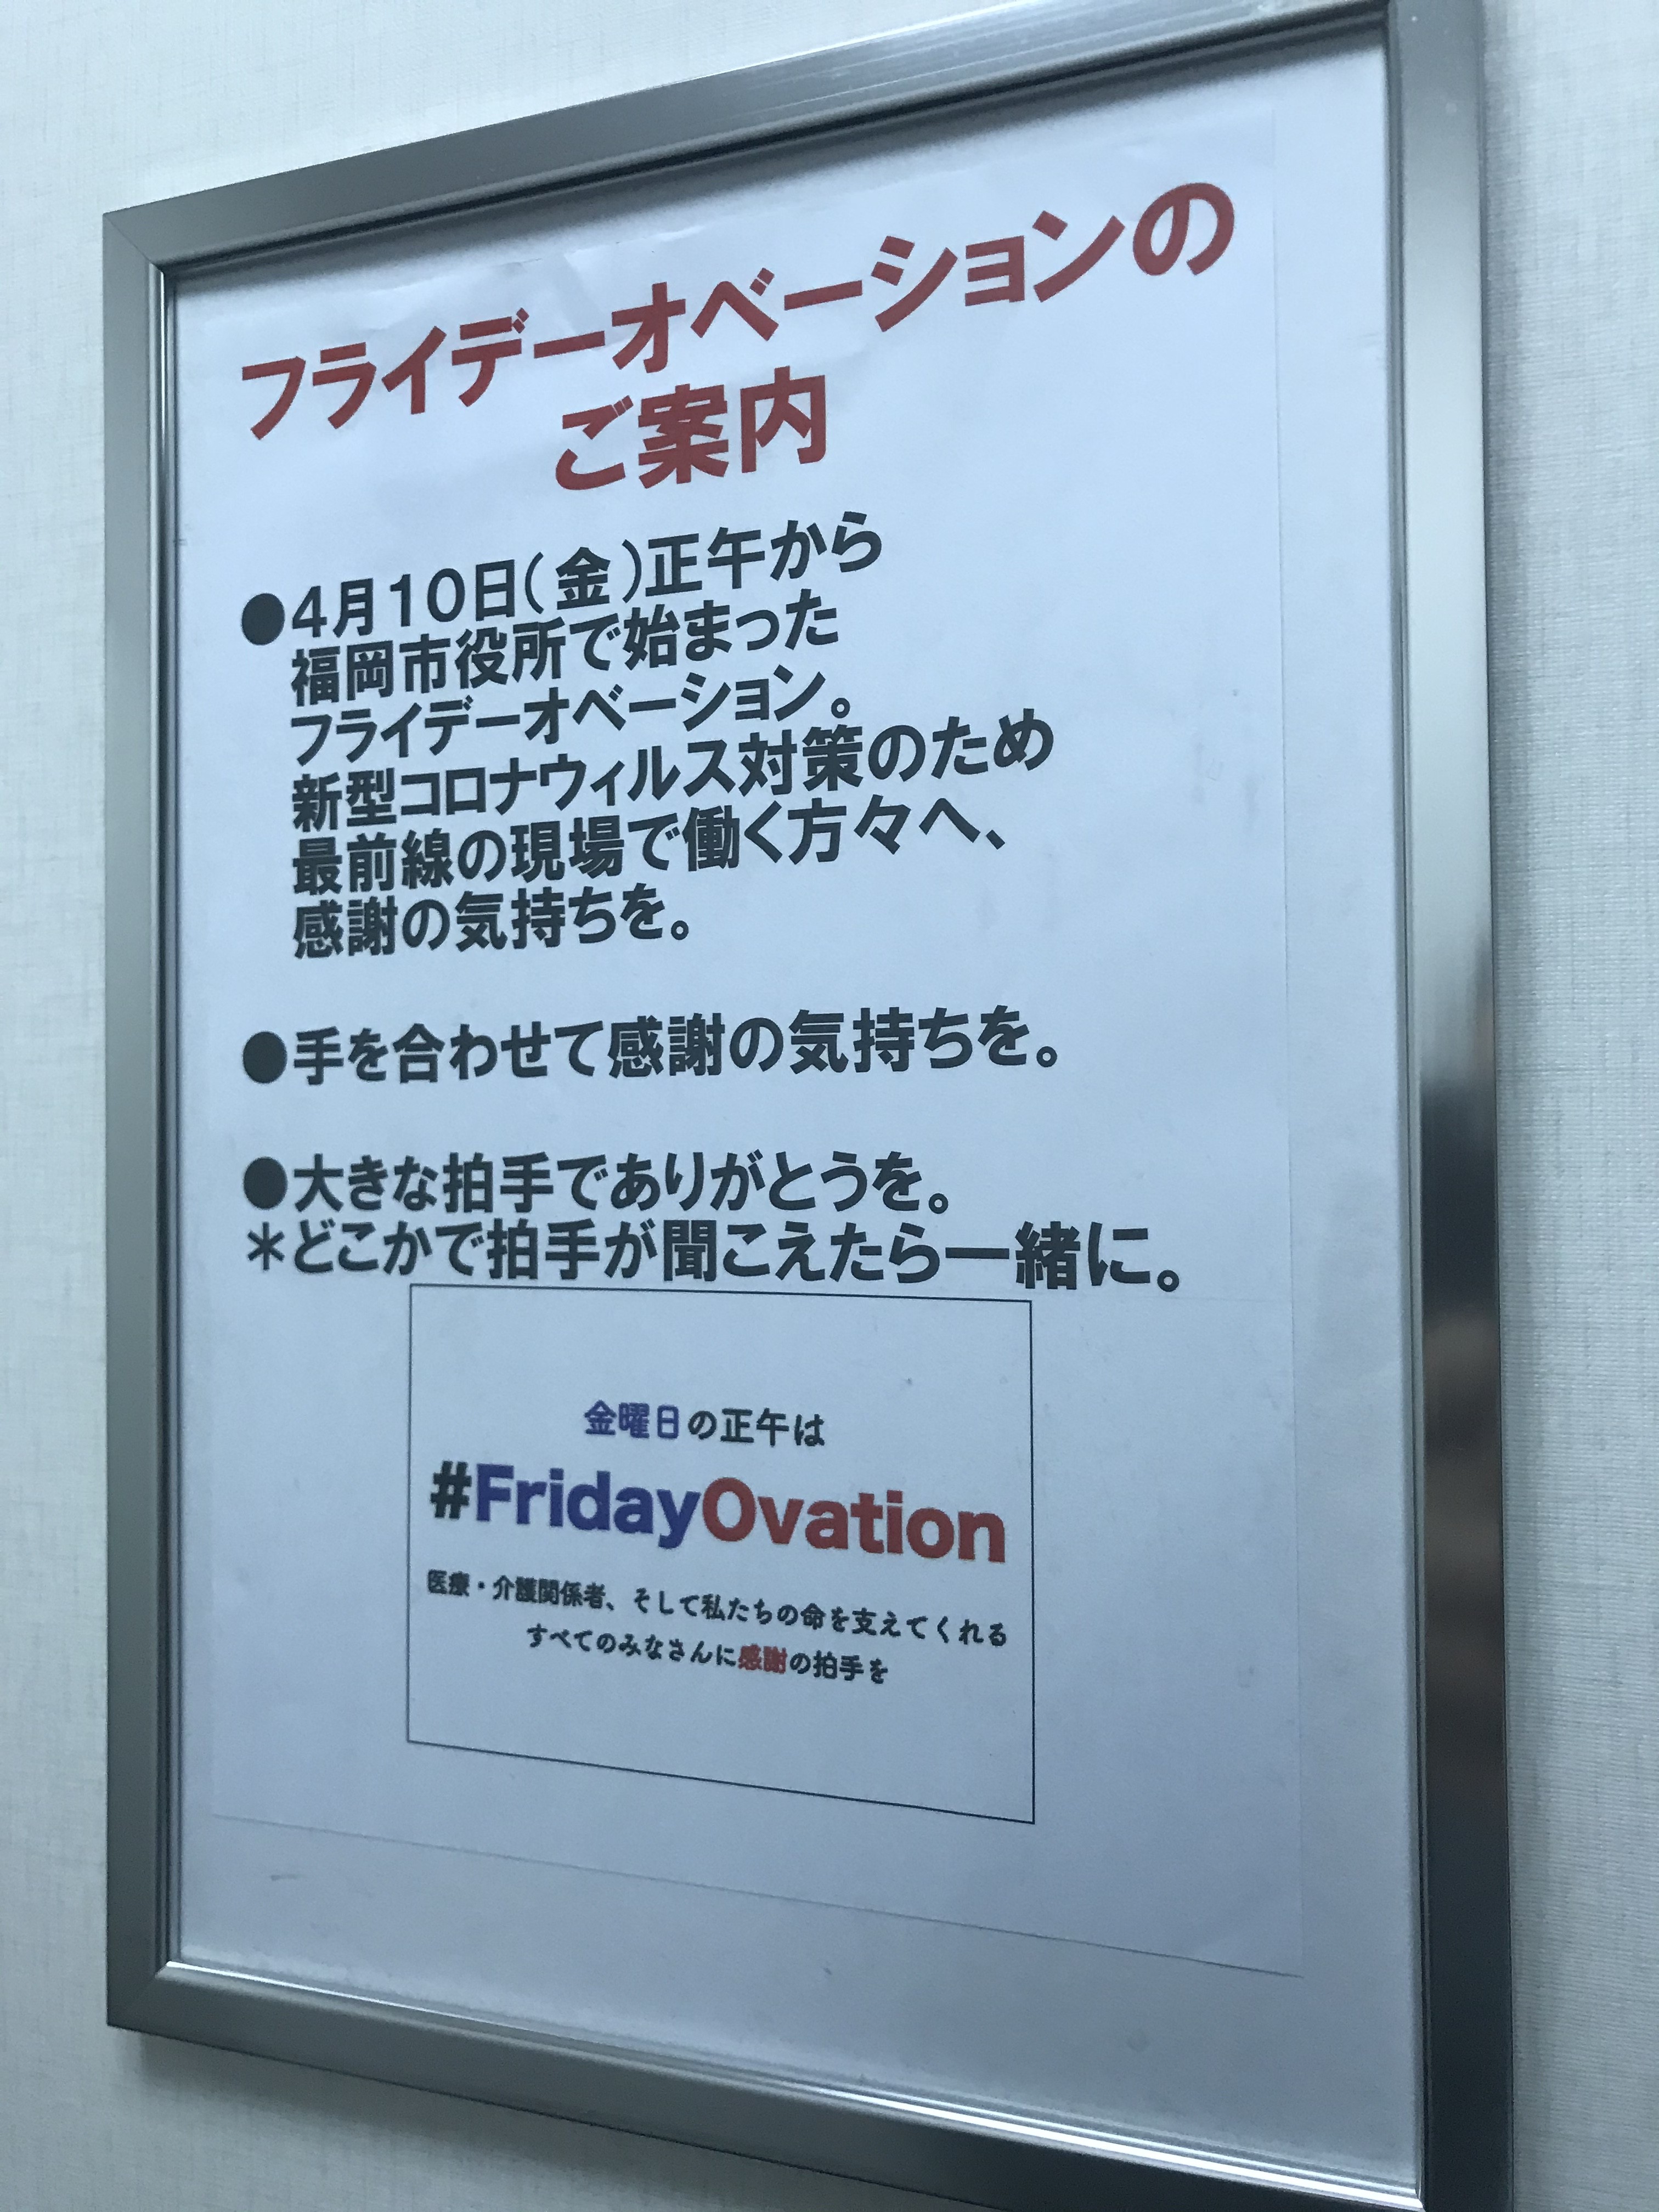 フライデーオベーションの
ご案内
●4月10日(金)正午から
福岡市役所で始まった
フライデーオベーション。
新型コロナウィルス対策のため
最前線の現場で働く方々へ、
感謝の気持ちを。
●手を合わせて感謝の気持ちを。
●大きな拍手でありがとうを。
＊どこかで拍手が聞こえたら一緒に。
金曜日の正午は
#FridayOvation
医療・介護関係者、そして私たちの命を支えてくれる
すべてのみなさんに感謝の拍手を